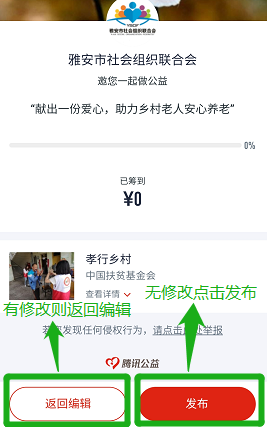 雅安市社会组织联合会
雅安市社会组织联合会
邀您一起做公益
“献出一份爱心，助力乡村老人安心养老”
0%
已筹到
¥0
孝行乡村
中国扶贫基金会
查看详情
有修改则返回编辑
无修改点击发布
若您发现任何侵权行为，请点击此处举报
腾讯公益
返回编辑
发布